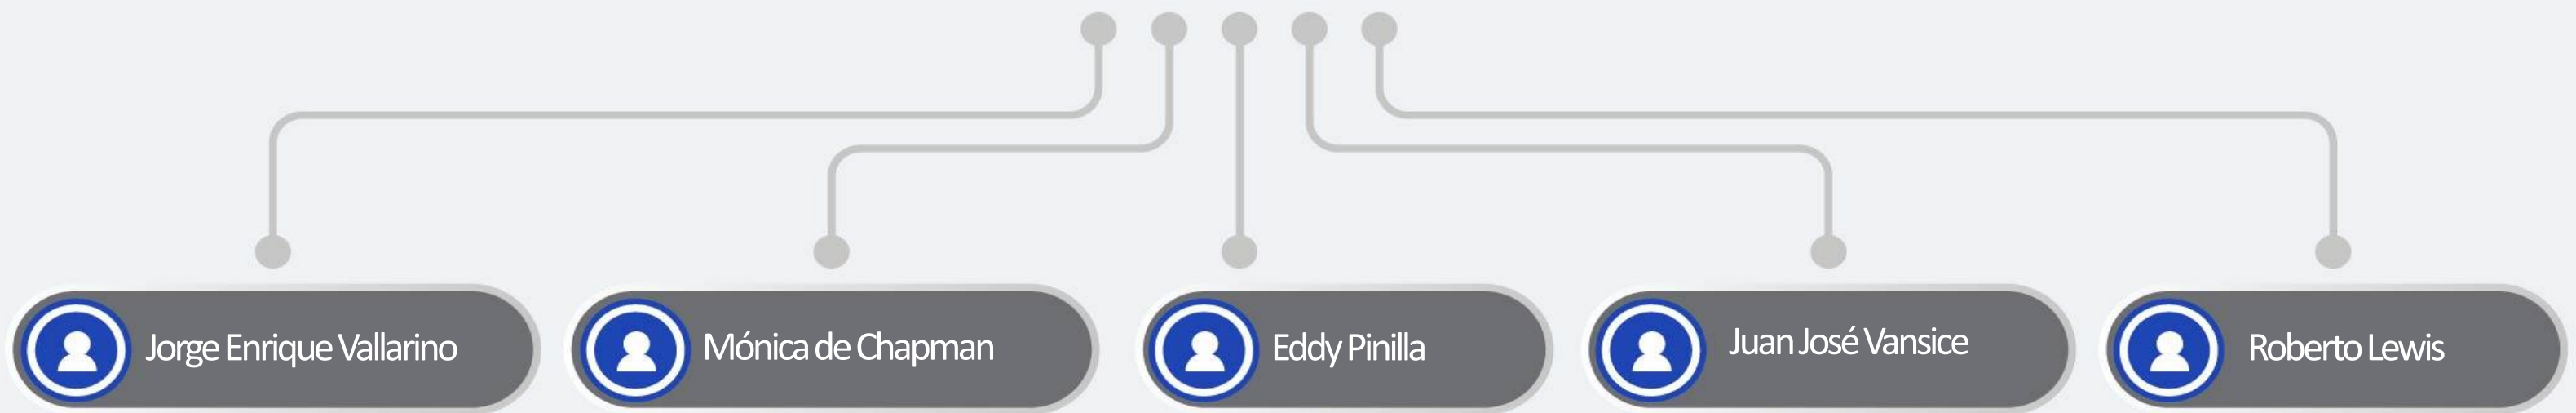 Jorge Enrique Vallarino
Mónica de Chapman
Eddy Pinilla
Juan José Vansice
Roberto Lewis